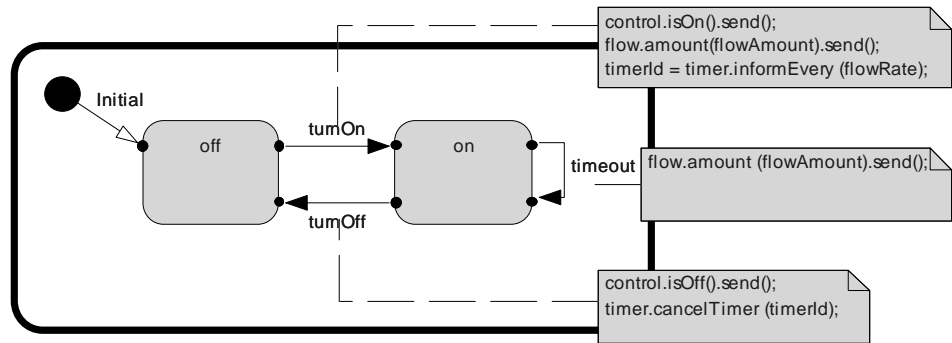 control.isOn().send();
flow.amount(flowAmount).send();
timerId = timer.informEvery (flowRate);
Initial
turnOn
off
on
timeout
flow.amount (flowAmount).send();
turnOff
control.isOff().send();
timer.cancelTimer (timerId);